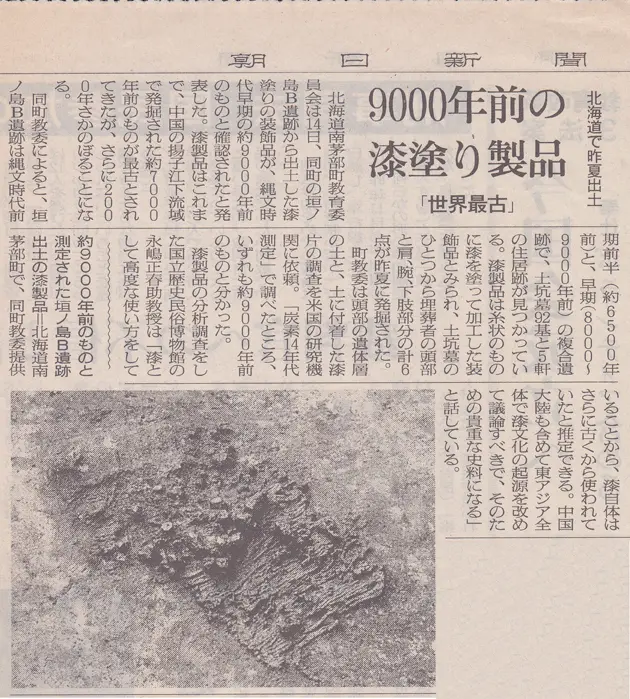 朝日新聞
北海道で昨夏出土
9000年前の
漆塗り製品
「世界最古」
北海道南茅部町教育委
員会は14日、同町の垣ノ
島B遺跡から出土した漆
塗りの装飾品が、縄文時
代早期の約9000年前
のものと確認されたと発
表した。漆製品はこれま
で、中国の揚子江下流域
で発掘された約7000
年前のものが最古とされ
てきたが、さらに200
0年さかのぼることにな
る。
同町教委によると、垣
ノ島B遺跡は縄文時代前
期前半(約6500年
前)と、早期(8000〜
9000年前)の複合遺
跡で、土坑墓92基と5軒
の住居跡が見つかってい
る。漆製品は糸状のもの
に漆を塗って加工した装
飾品とみられ、土坑墓の
ひとつから埋葬者の頭部
と肩、腕、下肢部分の計6
点が昨夏に発掘された。
町教委は頭部の遺体層
の土と、土に付着した漆
片の調査を米国の研究機
関に依頼。「炭素14年代
測定」で調べたところ、
いずれも約9000年前
のものと分かった。
漆製品の分析調査をし
た国立歴史民俗博物館の
永嶋正春助教授は「漆と
して高度な使い方をして
いることから、漆自体は
さらに古くから使われて
いたと推定できる。中国
大陸も含めて東アジア全
体で漆文化の起源を改め
て議論すべきで、そのた
めの貴重な史料になる」
と話している。
約9000年前のものと
測定された垣ノ島B遺跡
出土の漆製品=北海道南
茅部町で、同町教委提供